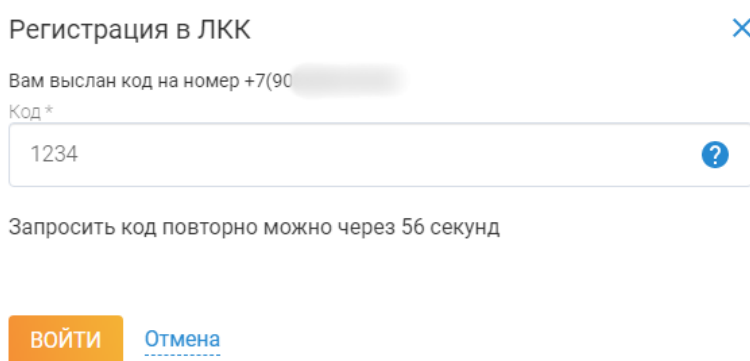 Регистрация в ЛКК
Вам выслан код на номер +7(90
Код *
1234
?
Запросить код повторно можно через 56 секунд
ВОЙТИ Отмена